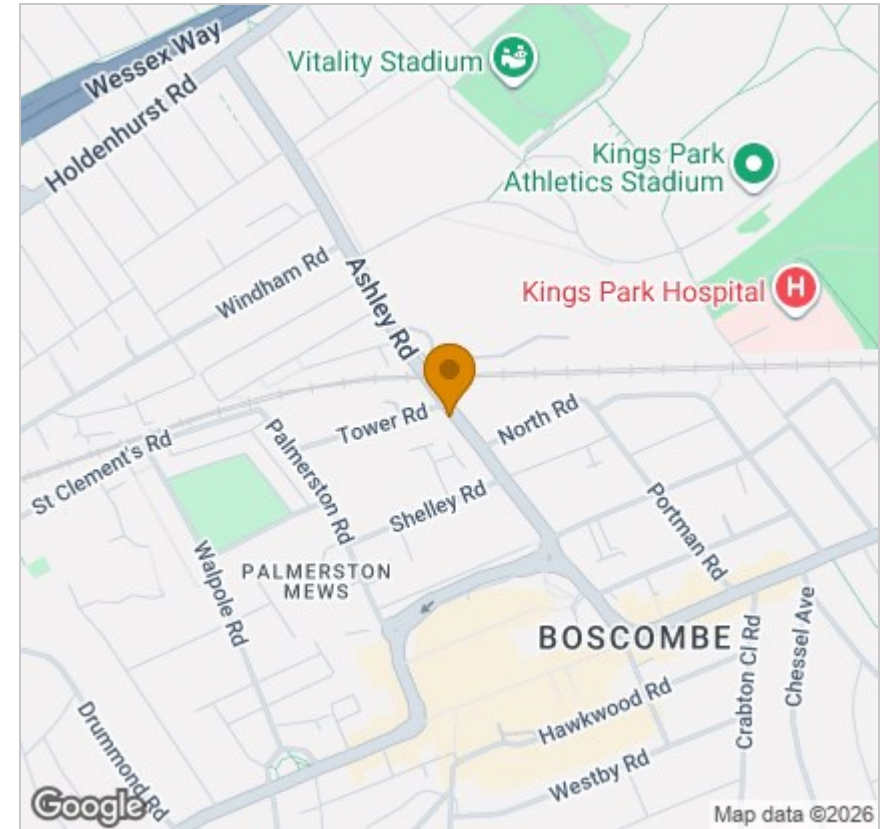 Wessex Way
Vitality Stadium
Holdenhurst Rd
Kings Park
Athletics Stadium
Windham Rd
Ashley Rd
Kings Park Hospital
H
Tower Rd
North Rd
St Clement's Rd
Palmerston Rd
Shelley Rd
Portman Rd
Walpole Rd
PALMERSTON
MEWS
BOSCOMBE
Crabton Cl Rd
Chessel Ave
Hawkwood Rd
Drummond Rd
Westby Rd
Google
Map data ©2026